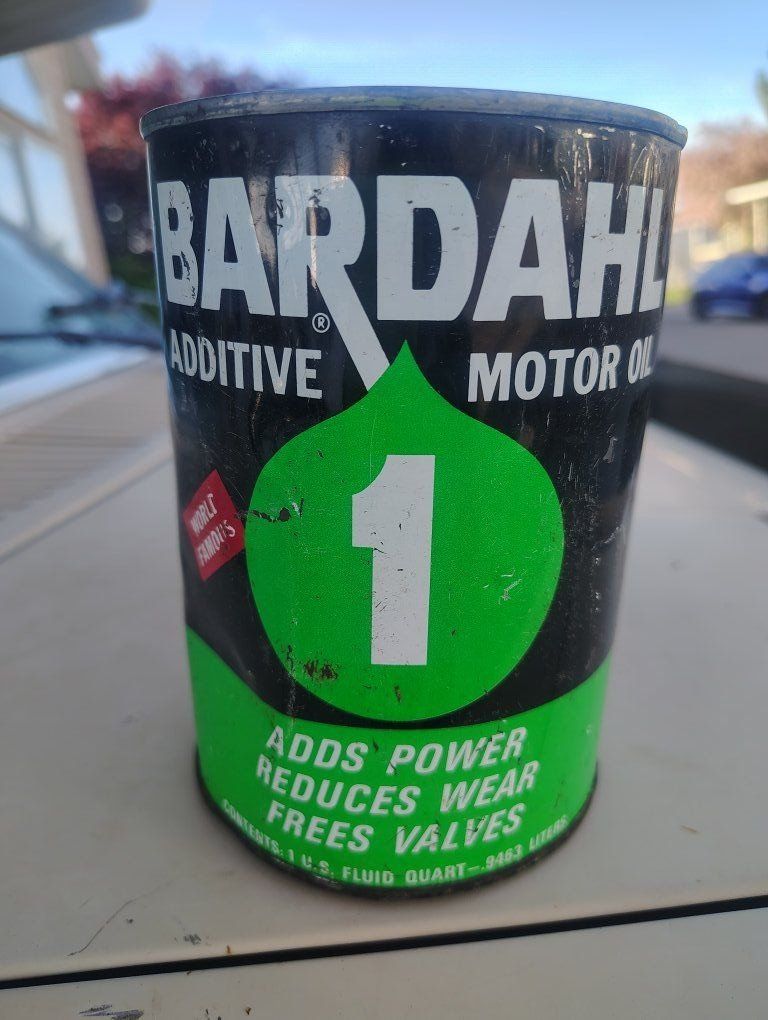 BARDAHL
®
ADDITIVE MOTOR OIL
1
WORLD
FAMOUS
ADDS POWER
REDUCES WEAR
FREES VALVES
CONTENTS: 1 U.S. FLUID QUART—.9463 LITERS